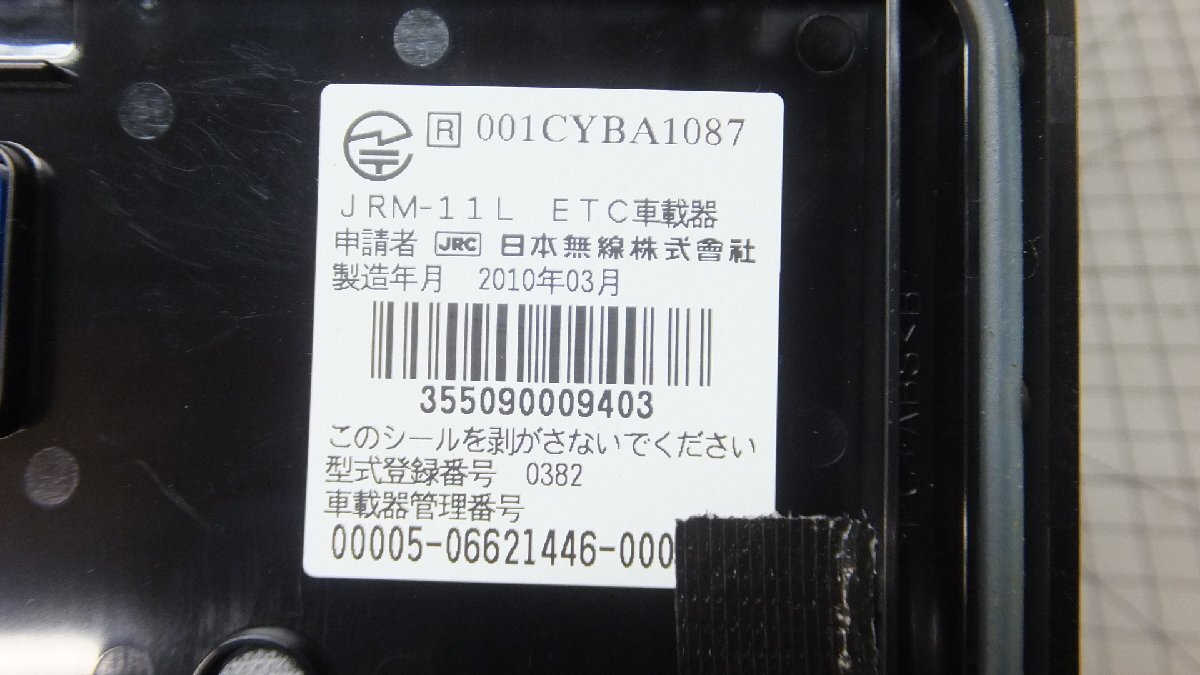 R 001CYBA1087
JRM-11L ETC車載器
申請者 JRC 日本無線株式會社
製造年月 2010年03月
355090009403
このシールを剥がさないでください
型式登録番号 0382
車載器管理番号
00005-06621446-000